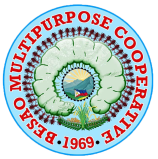 BESAO MULTIPURPOSE COOPERATIVE
• 1969 •